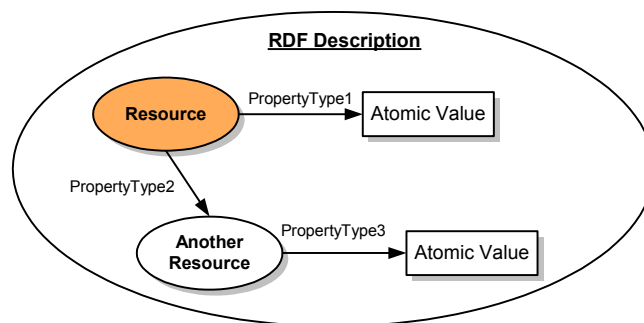 RDF Description
Resource
PropertyType1
Atomic Value
PropertyType2
Another
Resource
PropertyType3
Atomic Value